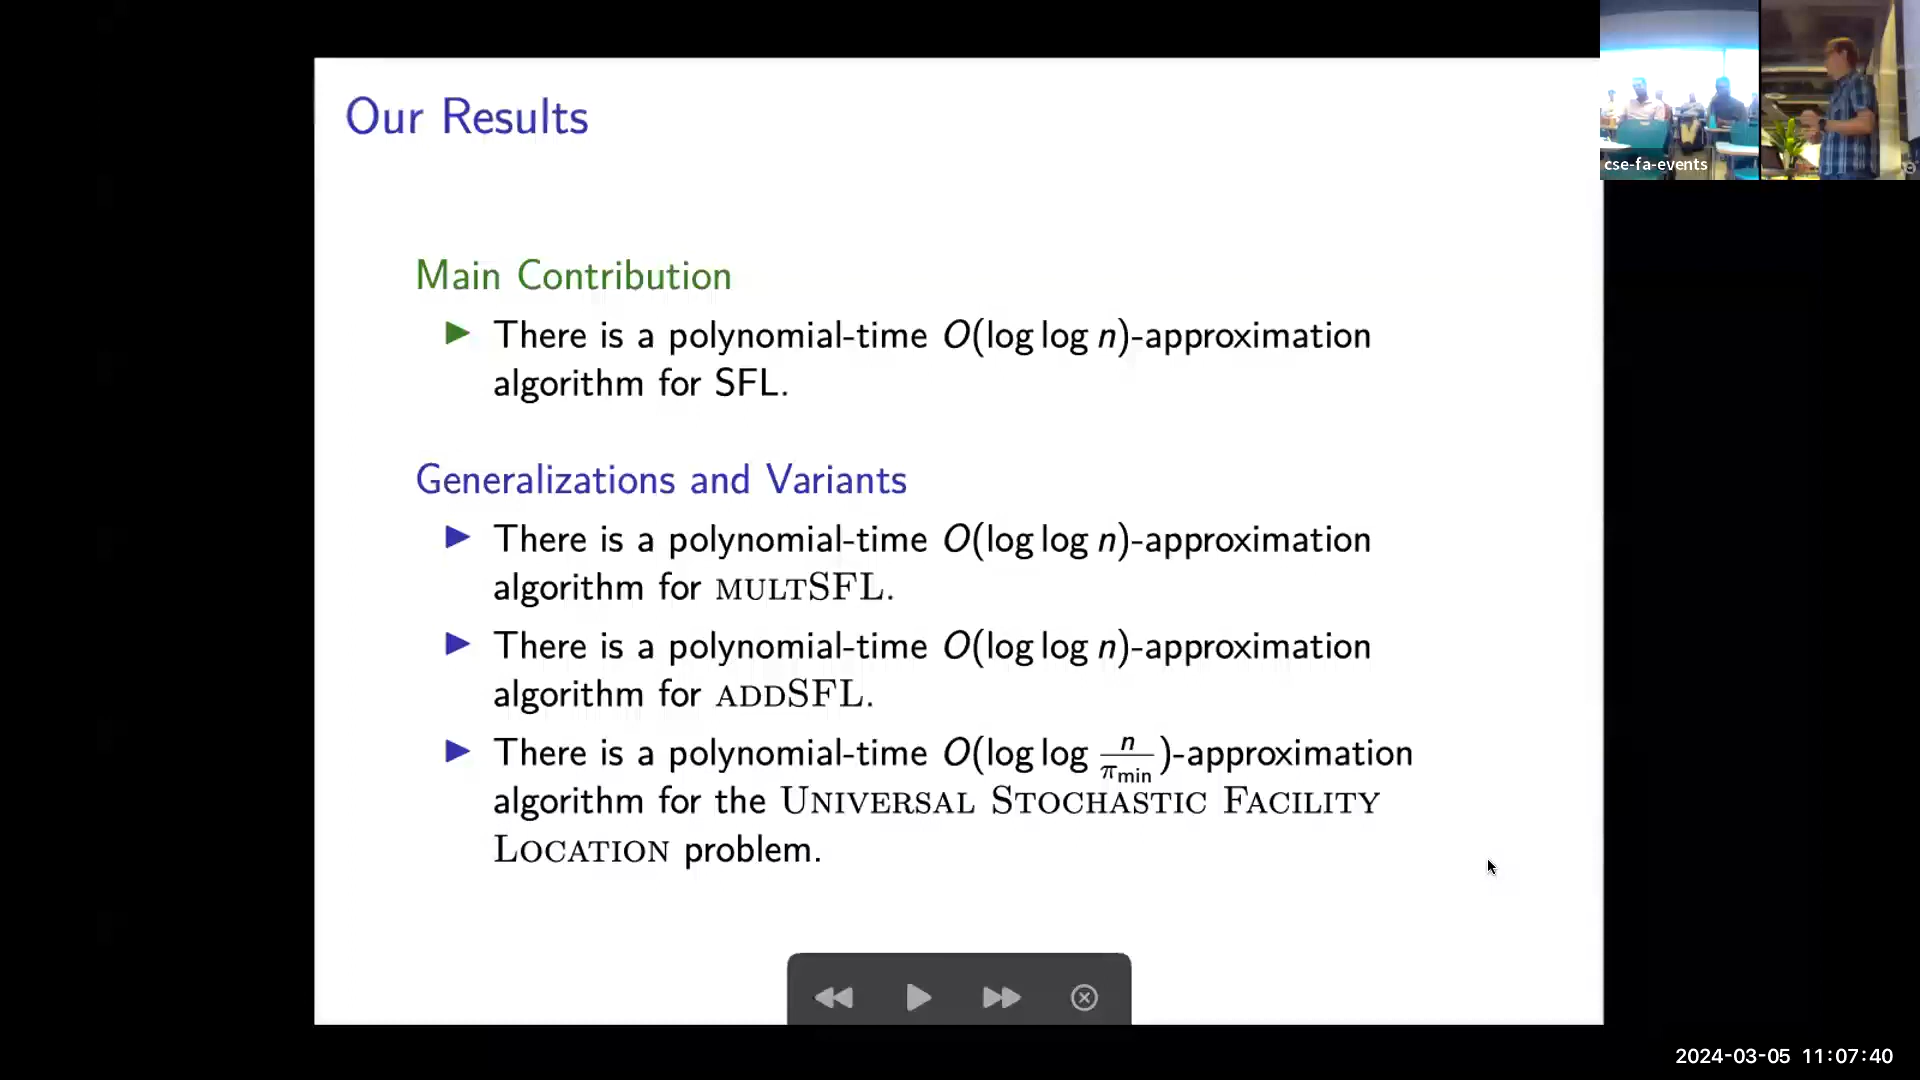 cse-fa-events
Our Results
Main Contribution
▶ There is a polynomial-time O(log log n)-approximation
algorithm for SFL.
Generalizations and Variants
▶ There is a polynomial-time O(log log n)-approximation
algorithm for MULTSFL.
▶ There is a polynomial-time O(log log n)-approximation
algorithm for ADDSFL.
▶ There is a polynomial-time O(log log n/π_min)-approximation
algorithm for the UNIVERSAL STOCHASTIC FACILITY
LOCATION problem.
2024-03-05 11:07:40